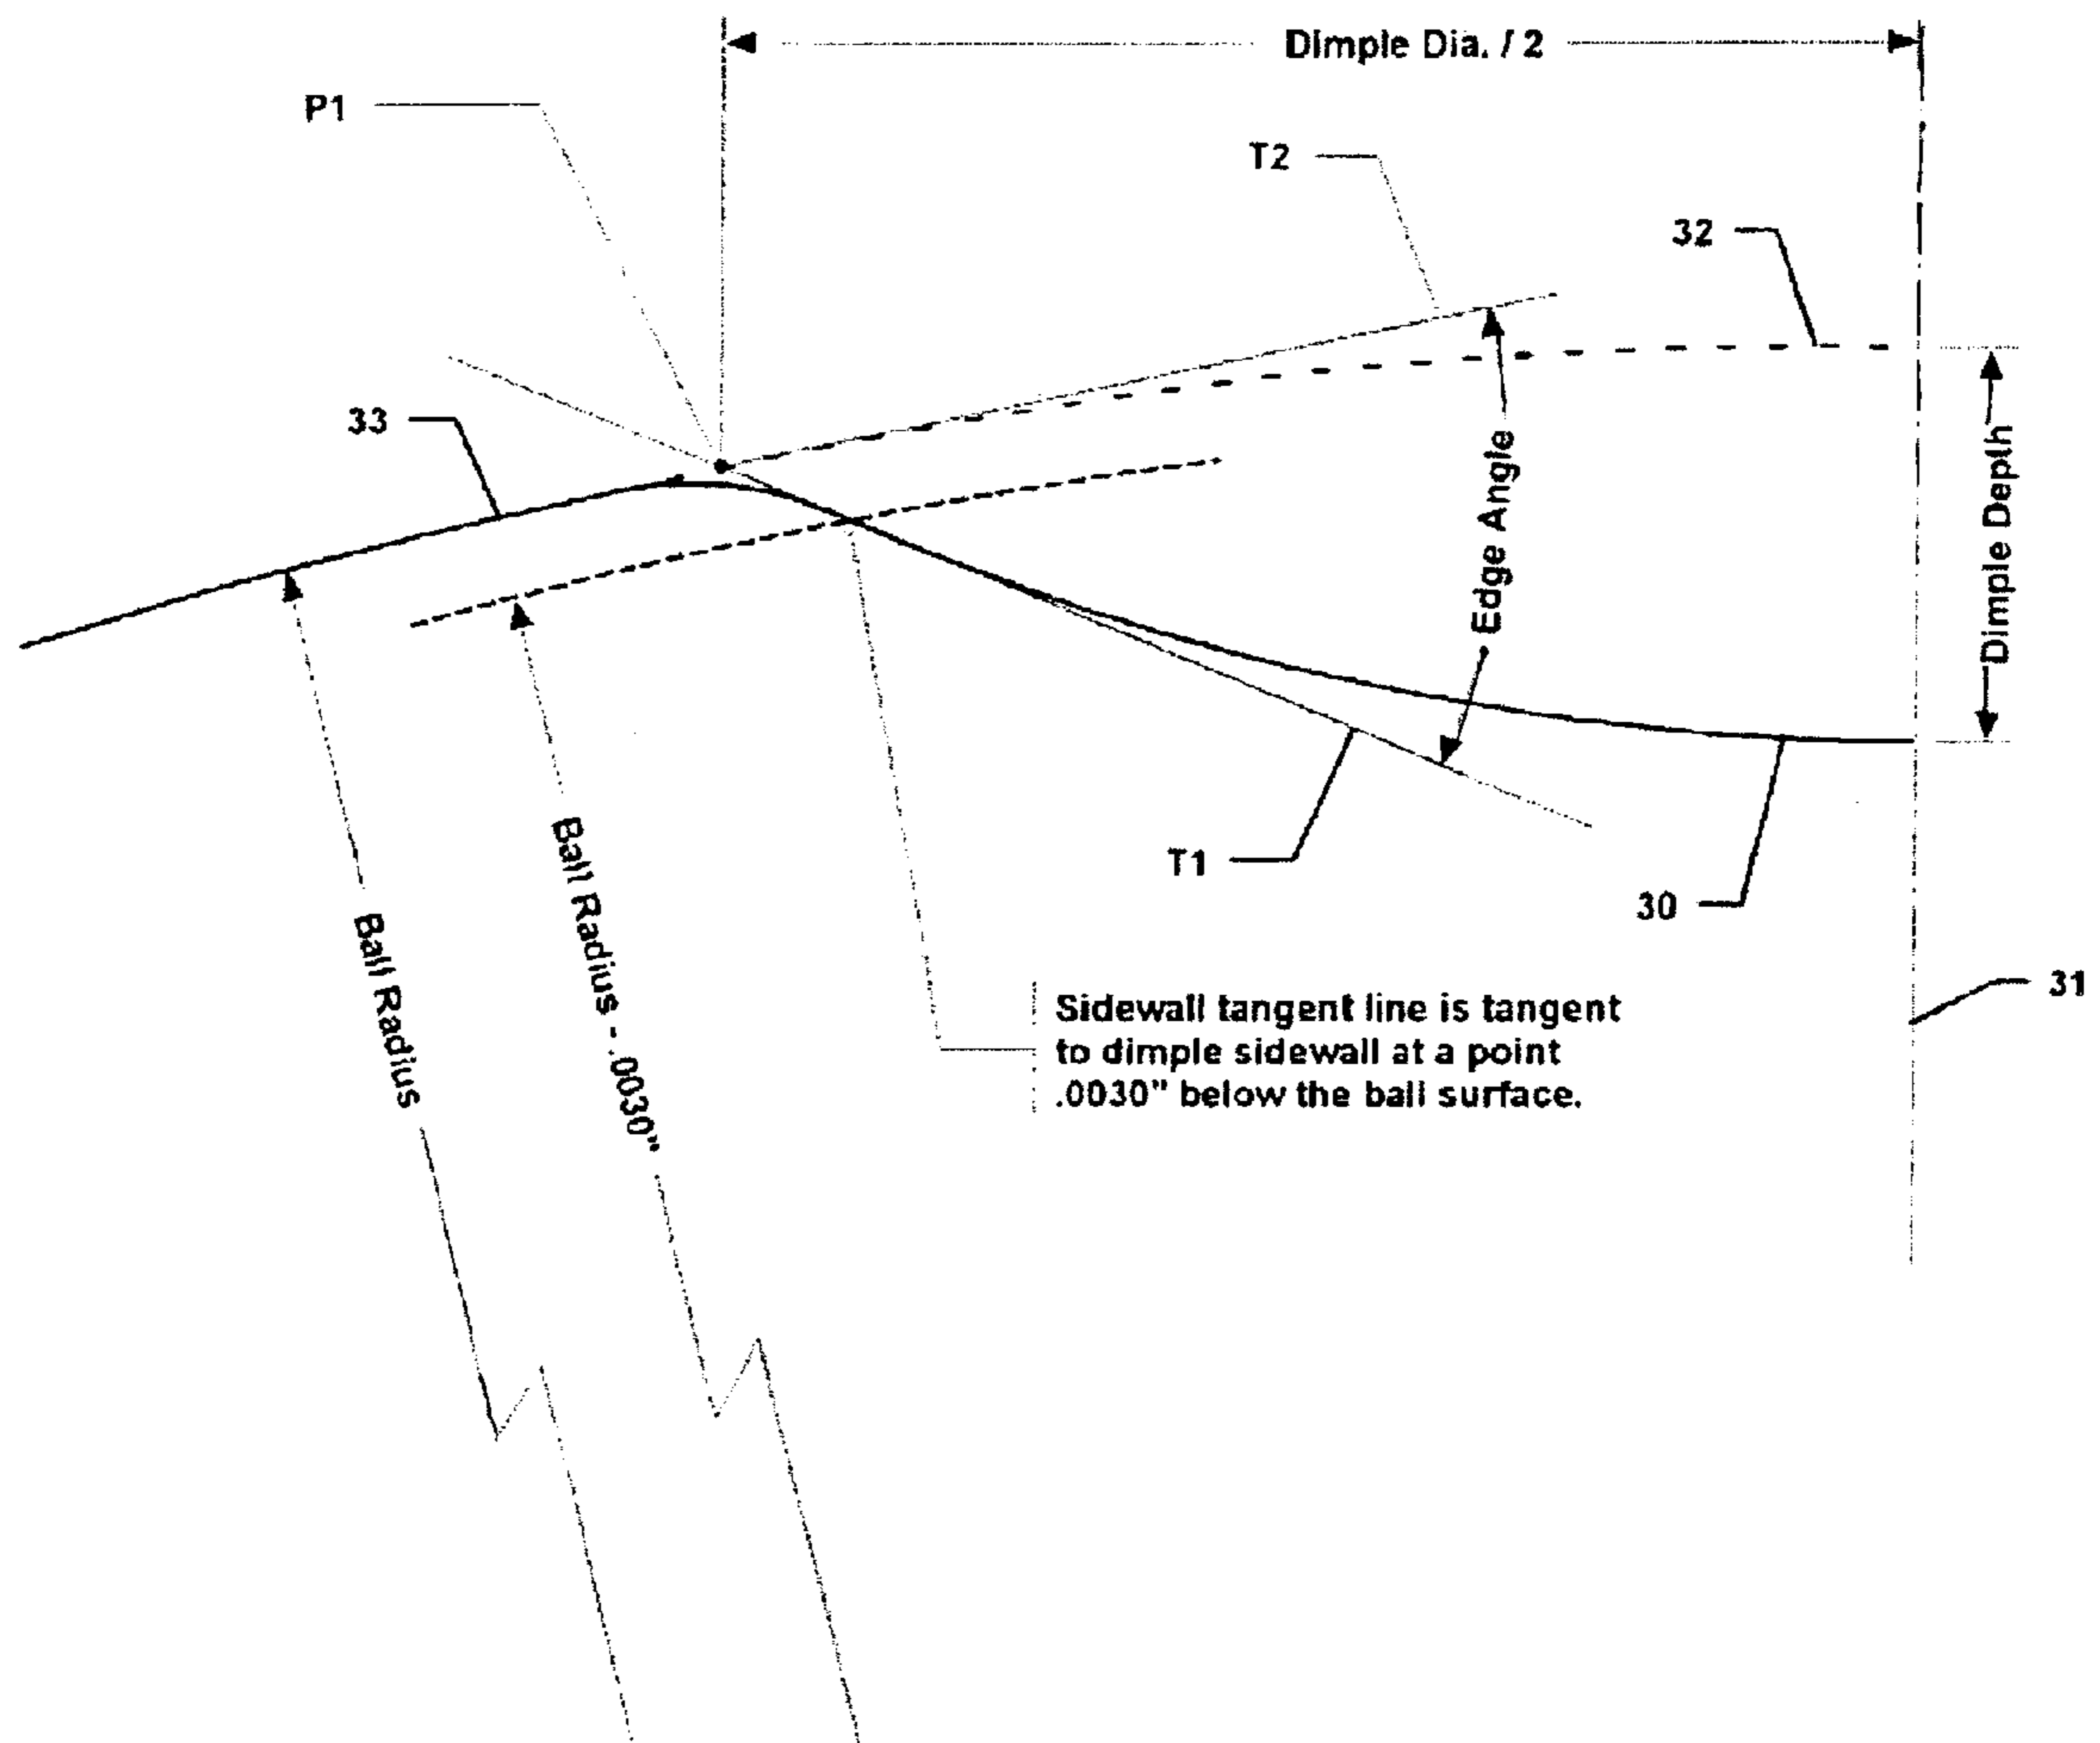 Dimple Dia. / 2
P1
T2
32
33
Edge Angle
Dimple Depth
T1
30
31
Ball Radius
Ball Radius - .0030"
Sidewall tangent line is tangent
to dimple sidewall at a point
.0030" below the ball surface.